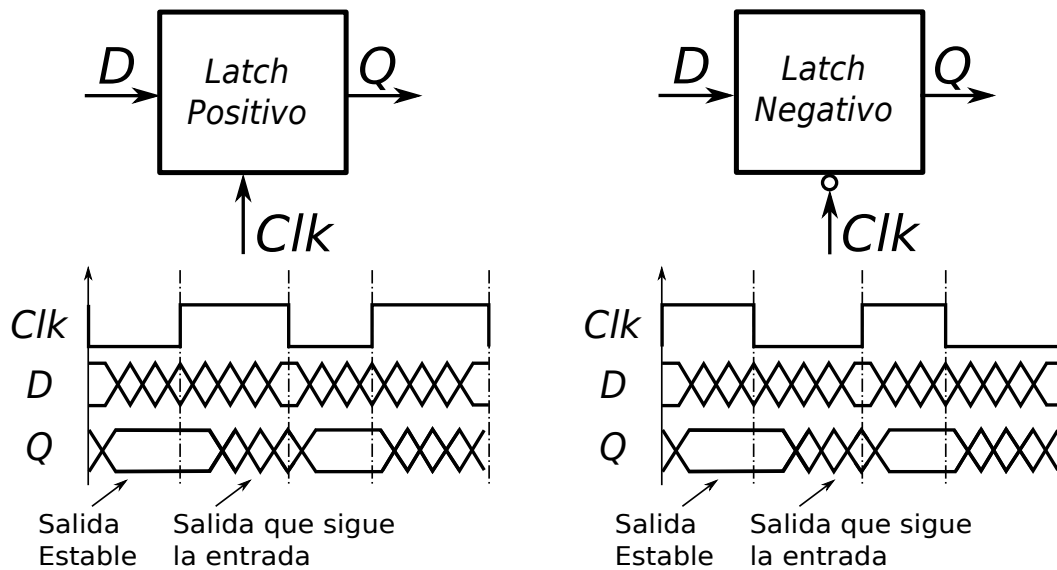 D
Latch
Positivo
Q
Clk
Clk
D
Q
Salida
Estable
Salida que sigue
la entrada
D
Latch
Negativo
Q
Clk
Clk
D
Q
Salida
Estable
Salida que sigue
la entrada